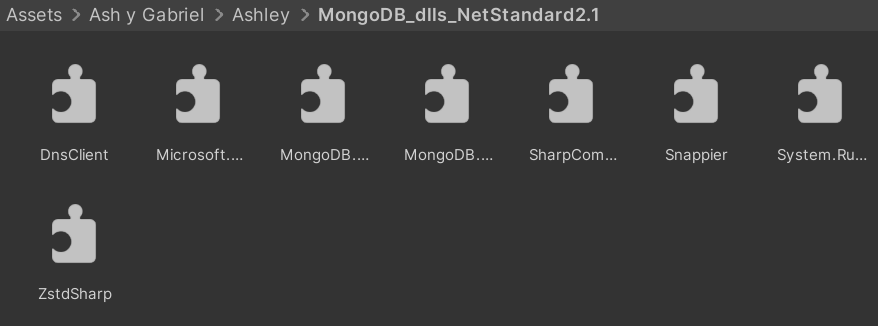 Assets > Ash y Gabriel > Ashley > MongoDB_dlls_NetStandard2.1
DnsClient Microsoft.... MongoDB.... MongoDB.... SharpCom... Snappier System.Ru...
ZstdSharp